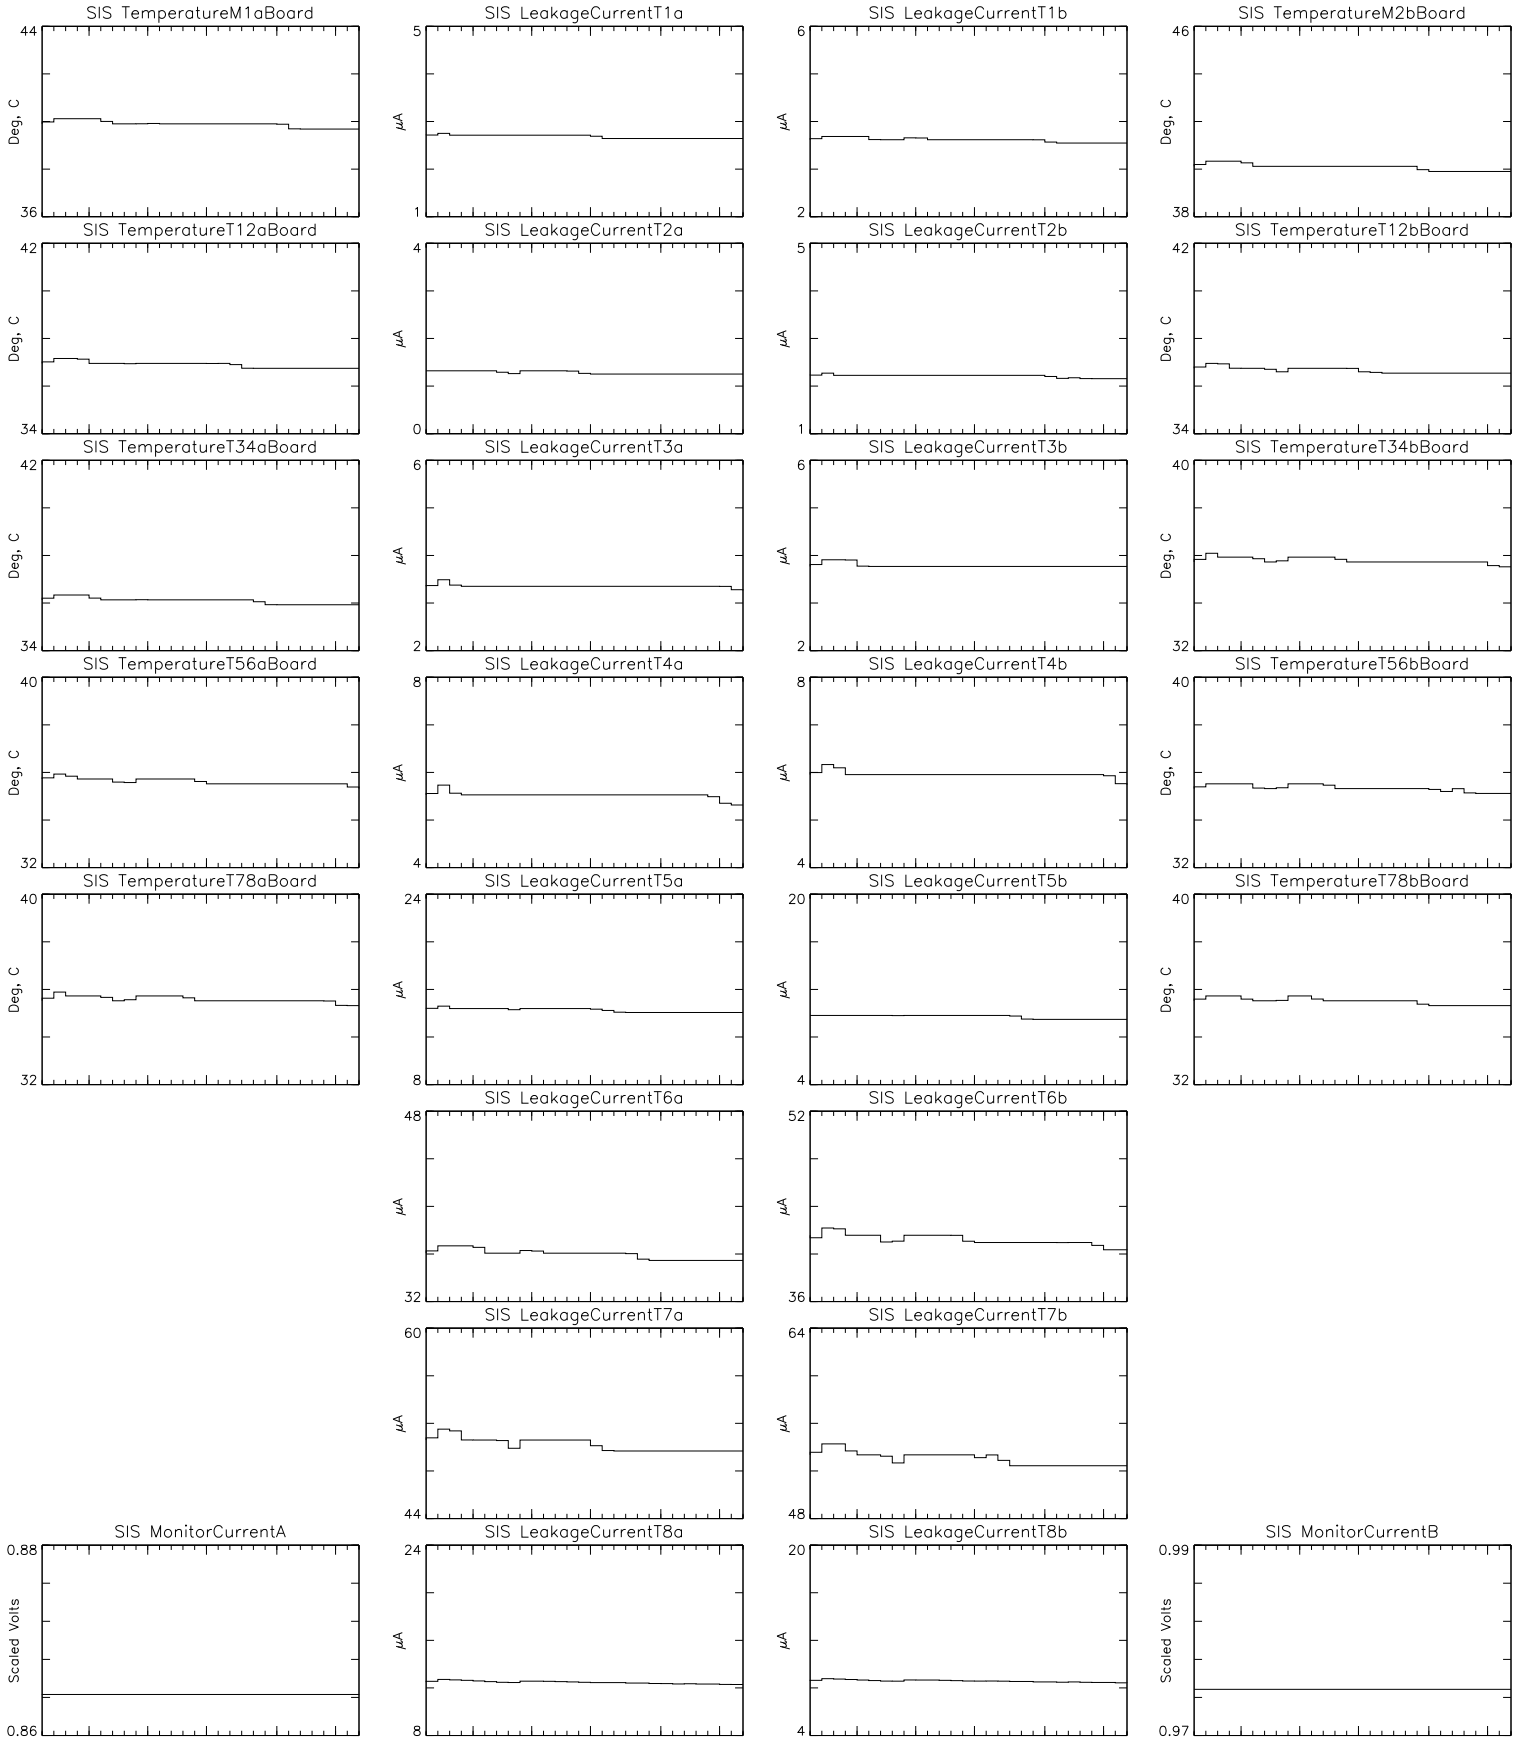 SIS TemperatureM1aBoard
44
Deg, C
36
SIS LeakageCurrentT1a
5
μA
1
SIS LeakageCurrentT1b
6
μA
2
SIS TemperatureM2bBoard
46
Deg, C
38
SIS TemperatureT12aBoard
42
Deg, C
34
SIS LeakageCurrentT2a
4
μA
0
SIS LeakageCurrentT2b
5
μA
1
SIS TemperatureT12bBoard
42
Deg, C
34
SIS TemperatureT34aBoard
42
Deg, C
34
SIS LeakageCurrentT3a
6
μA
2
SIS LeakageCurrentT3b
6
μA
2
SIS TemperatureT34bBoard
40
Deg, C
32
SIS TemperatureT56aBoard
40
Deg, C
32
SIS LeakageCurrentT4a
8
μA
4
SIS LeakageCurrentT4b
8
μA
4
SIS TemperatureT56bBoard
40
Deg, C
32
SIS TemperatureT78aBoard
40
Deg, C
32
SIS LeakageCurrentT5a
24
μA
8
SIS LeakageCurrentT5b
20
μA
4
SIS TemperatureT78bBoard
40
Deg, C
32
SIS LeakageCurrentT6a
48
μA
32
SIS LeakageCurrentT6b
52
μA
36
SIS LeakageCurrentT7a
60
μA
44
SIS LeakageCurrentT7b
64
μA
48
SIS MonitorCurrentA
0.88
Scaled Volts
0.86
SIS LeakageCurrentT8a
24
μA
8
SIS LeakageCurrentT8b
20
μA
4
SIS MonitorCurrentB
0.99
Scaled Volts
0.97